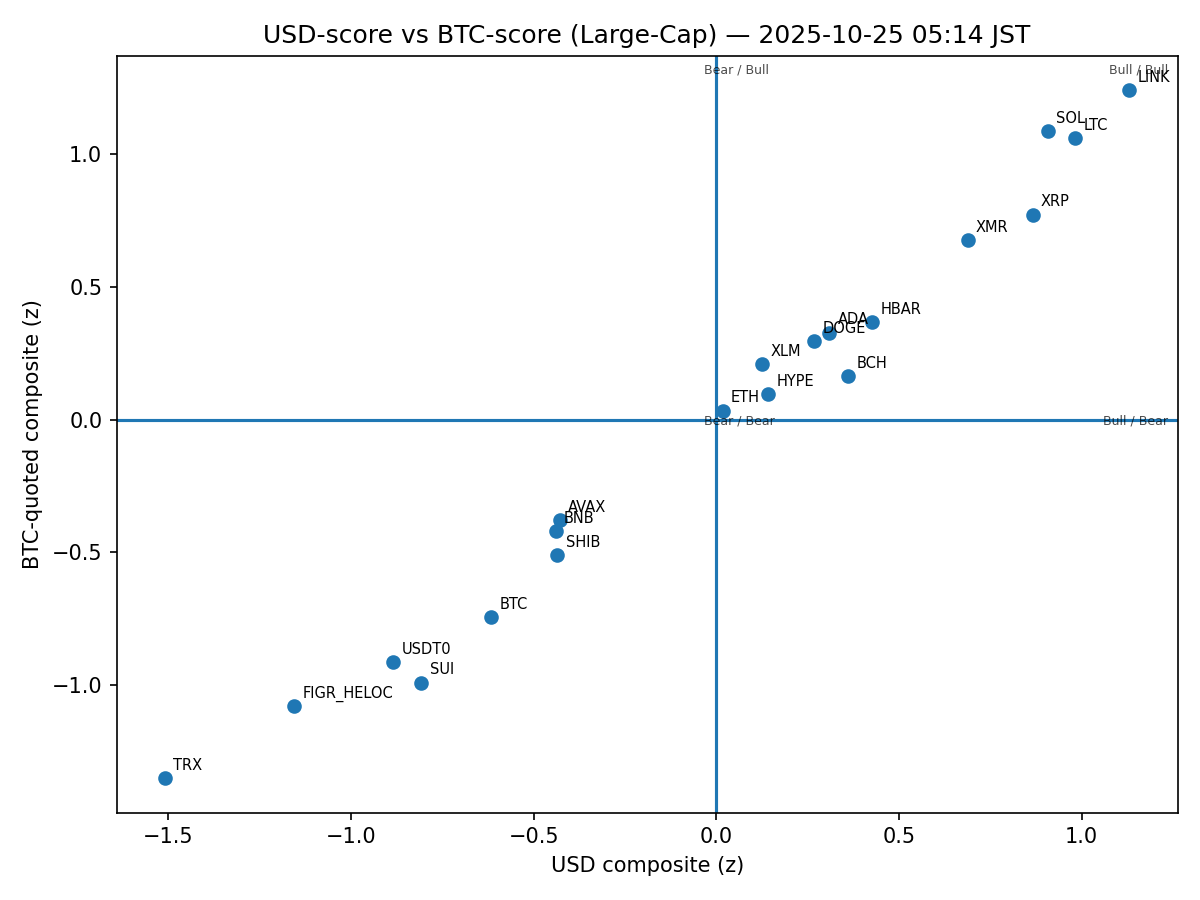 USD-score vs BTC-score (Large-Cap) — 2025-10-25 05:14 JST
Bear / Bull
Bull / Bull
LINK
SOL
LTC
XRP
XMR
HBAR
ADA
DOGE
XLM
BCH
HYPE
ETH
Bear / Bear
Bull / Bear
AVAX
BNB
SHIB
BTC
USDT0
SUI
FIGR_HELOC
TRX
1.0
0.5
0.0
−0.5
−1.0
BTC-quoted composite (z)
−1.5
−1.0
−0.5
0.0
0.5
1.0
USD composite (z)